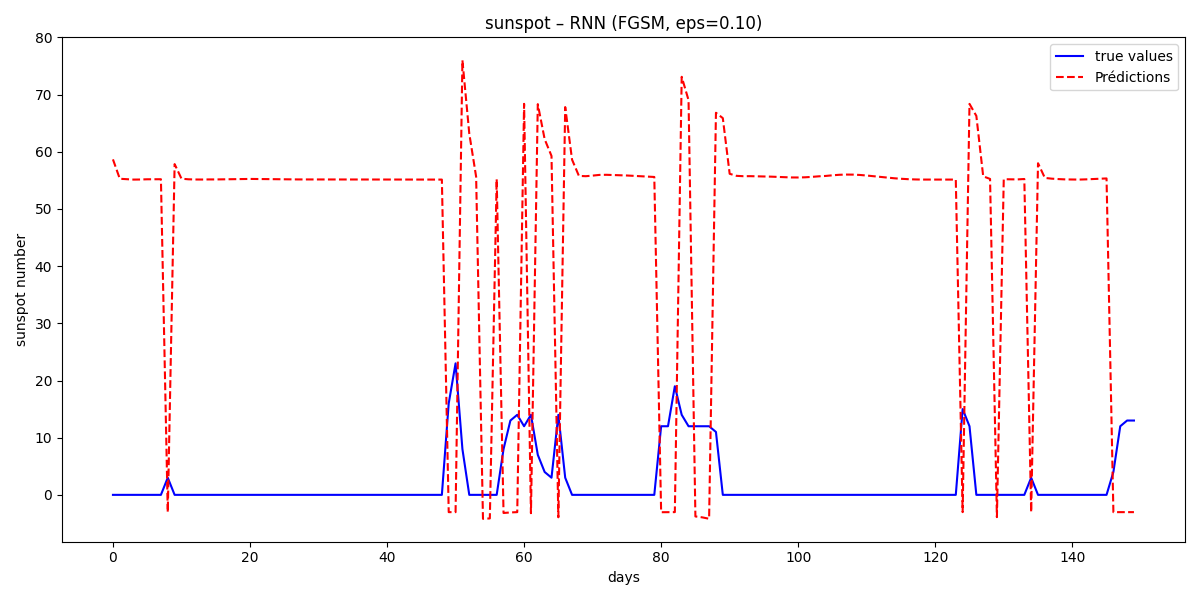 sunspot – RNN (FGSM, eps=0.10)
true values
Prédictions
sunspot number
80
70
60
50
40
30
20
10
0
0 20 40 60 80 100 120 140
days